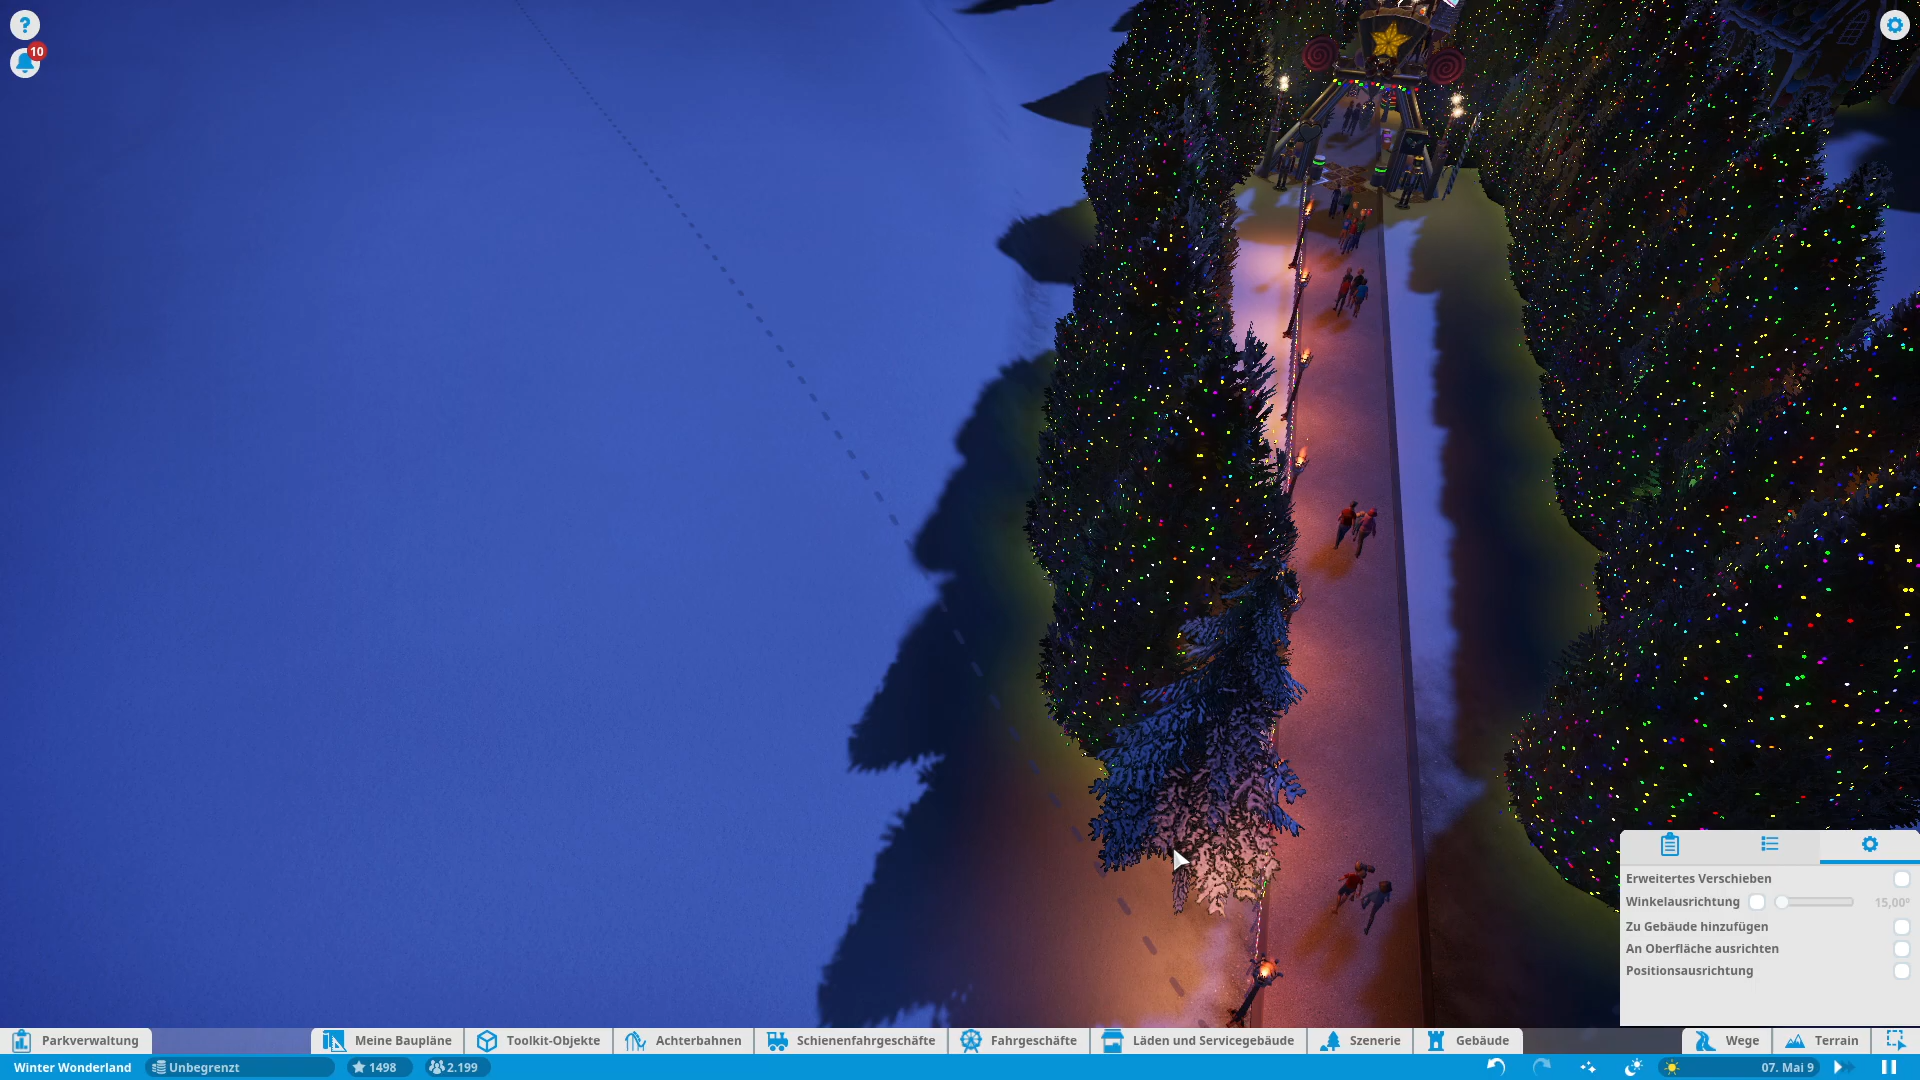 ?
10
Erweitertes Verschieben
Winkelausrichtung 15,00°
Zu Gebäude hinzufügen
An Oberfläche ausrichten
Positionsausrichtung
Parkverwaltung Meine Baupläne Toolkit-Objekte Achterbahnen Schienenfahrgeschäfte Fahrgeschäfte Läden und Servicegebäude Szenerie Gebäude Wege Terrain
Winter Wonderland Unbegrenzt 1498 2.199 07. Mai 9